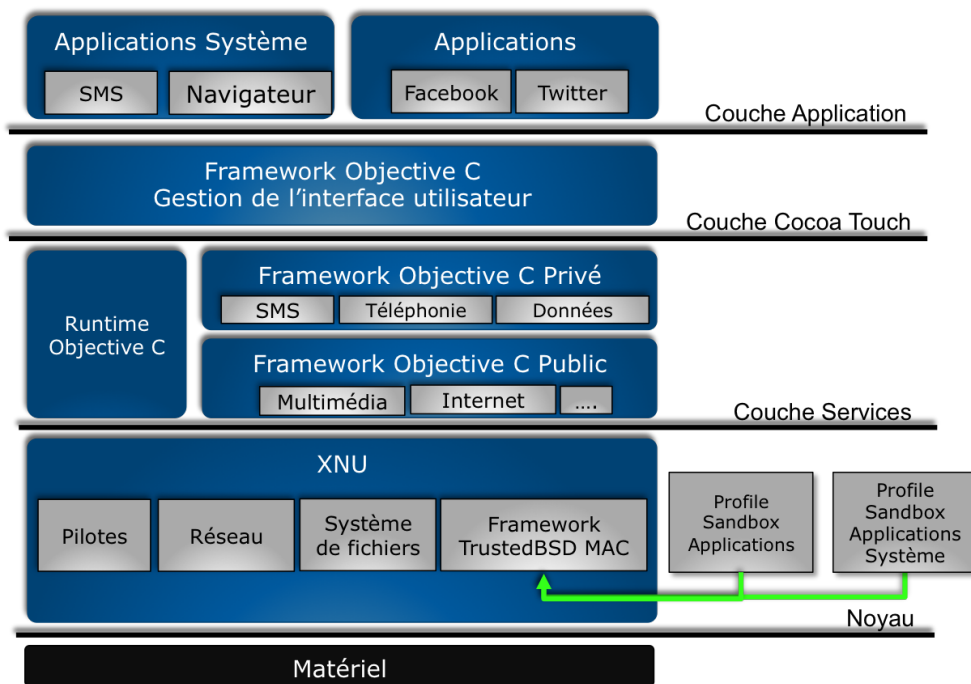 Applications Système
SMS
Navigateur
Applications
Facebook
Twitter
Couche Application
Framework Objective C
Gestion de l'interface utilisateur
Couche Cocoa Touch
Runtime
Objective C
Framework Objective C Privé
SMS
Téléphonie
Données
Framework Objective C Public
Multimédia
Internet
....
Couche Services
XNU
Pilotes
Réseau
Système
de fichiers
Framework
TrustedBSD MAC
Profile
Sandbox
Applications
Profile
Sandbox
Applications
Système
Noyau
Matériel